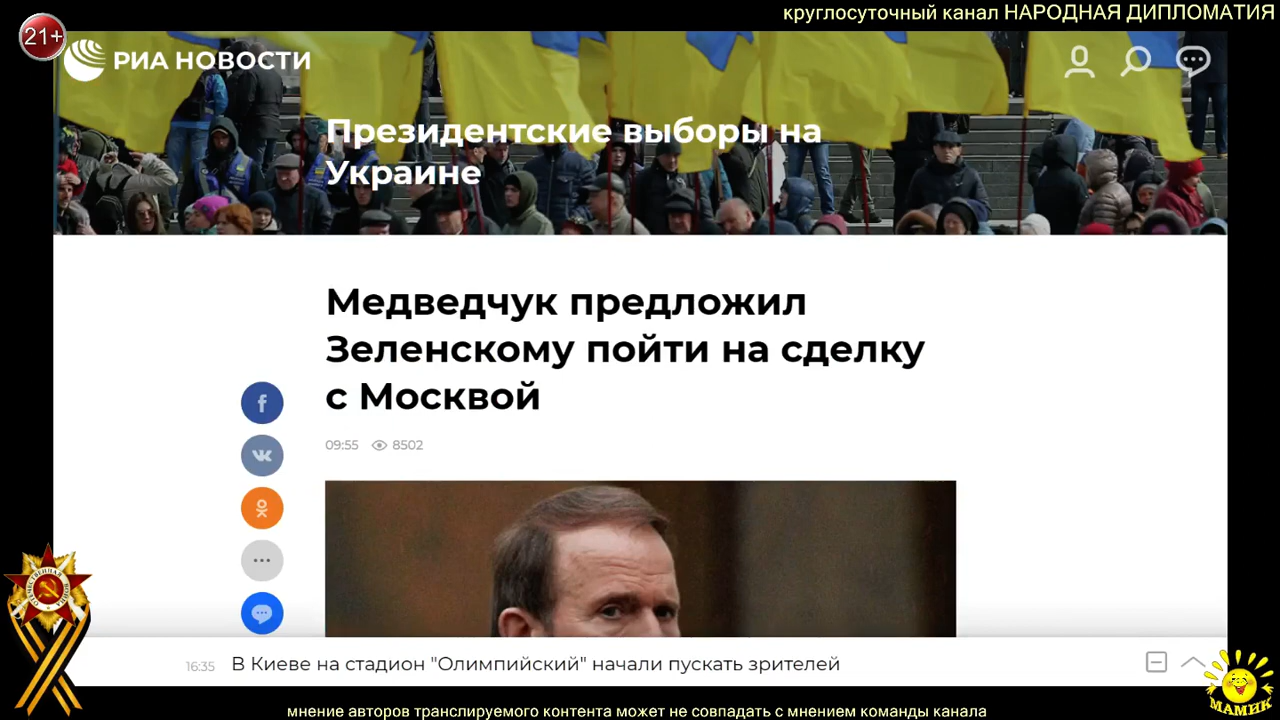 круглосуточный канал НАРОДНАЯ ДИПЛОМАТИЯ
21+
РИА НОВОСТИ
Президентские выборы на
Украине
Медведчук предложил
Зеленскому пойти на сделку
с Москвой
09:55 8502
ОТЕЧЕСТВЕННАЯ ВОЙНА
16:35 В Киеве на стадион "Олимпийский" начали пускать зрителей
МАМИК
мнение авторов транслируемого контента может не совпадать с мнением команды канала